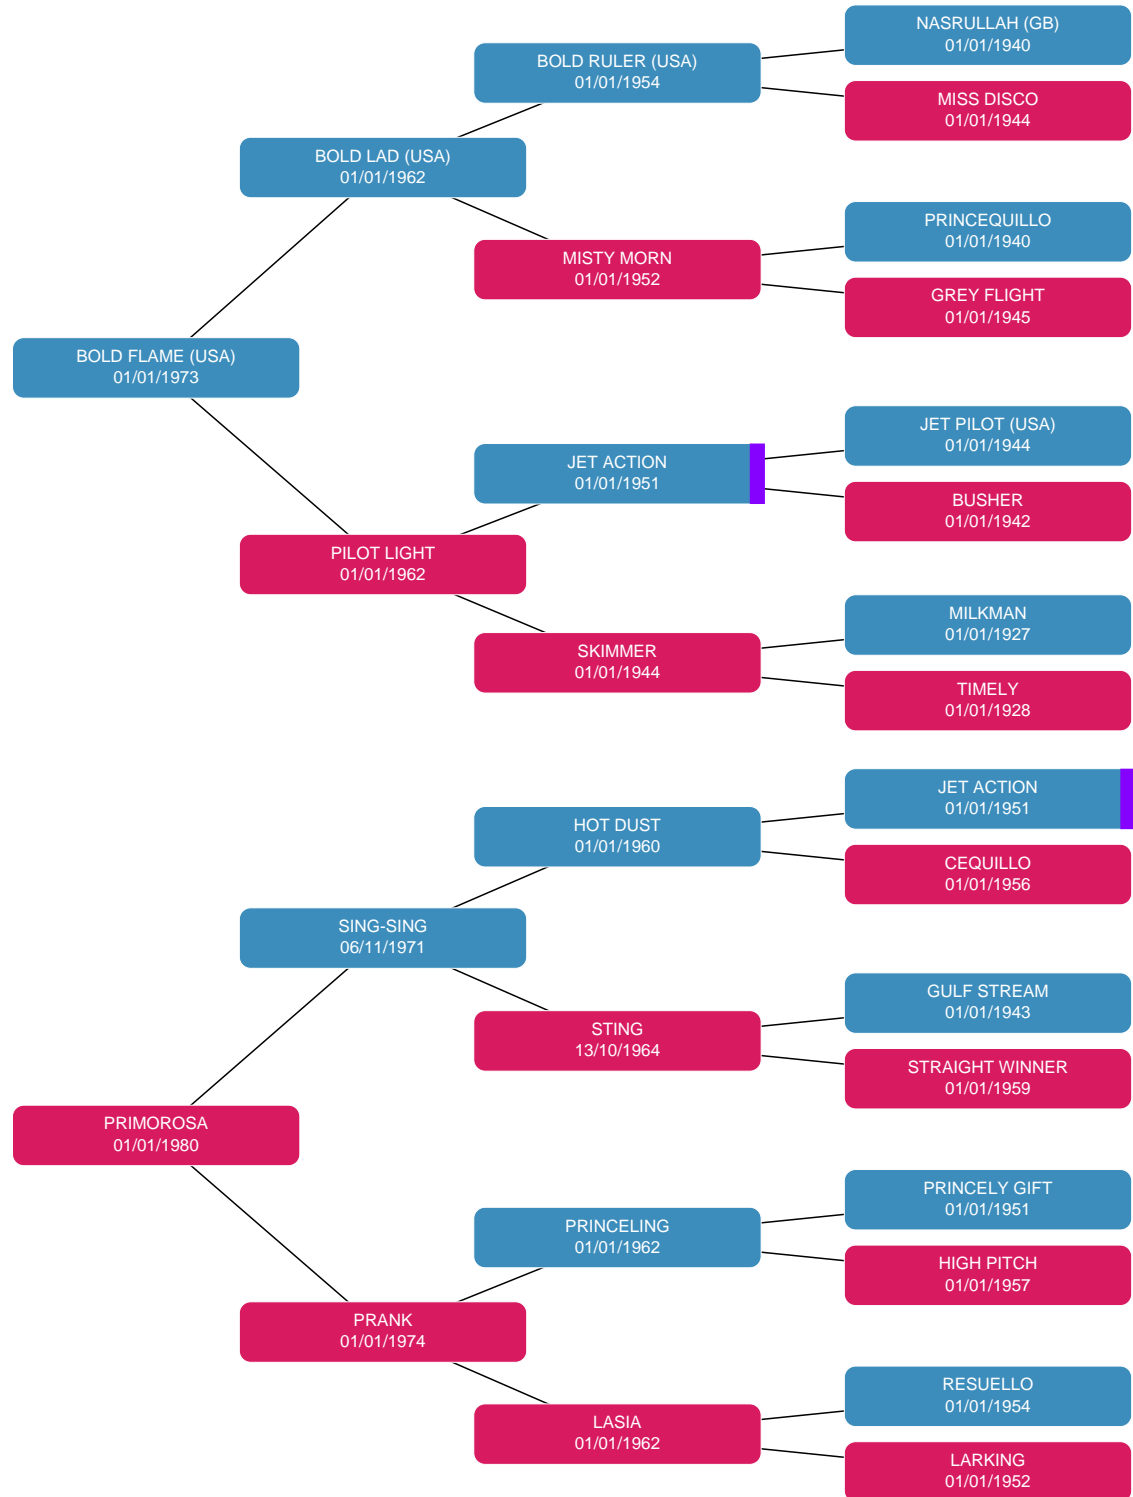 NASRULLAH (GB)
01/01/1940
BOLD RULER (USA)
01/01/1954
MISS DISCO
01/01/1944
BOLD LAD (USA)
01/01/1962
PRINCEQUILLO
01/01/1940
MISTY MORN
01/01/1952
GREY FLIGHT
01/01/1945
BOLD FLAME (USA)
01/01/1973
JET PILOT (USA)
01/01/1944
JET ACTION
01/01/1951
BUSHER
01/01/1942
PILOT LIGHT
01/01/1962
MILKMAN
01/01/1927
SKIMMER
01/01/1944
TIMELY
01/01/1928
JET ACTION
01/01/1951
HOT DUST
01/01/1960
CEQUILLO
01/01/1956
SING-SING
06/11/1971
GULF STREAM
01/01/1943
STING
13/10/1964
STRAIGHT WINNER
01/01/1959
PRIMOROSA
01/01/1980
PRINCELY GIFT
01/01/1951
PRINCELING
01/01/1962
HIGH PITCH
01/01/1957
PRANK
01/01/1974
RESUELLO
01/01/1954
LASIA
01/01/1962
LARKING
01/01/1952